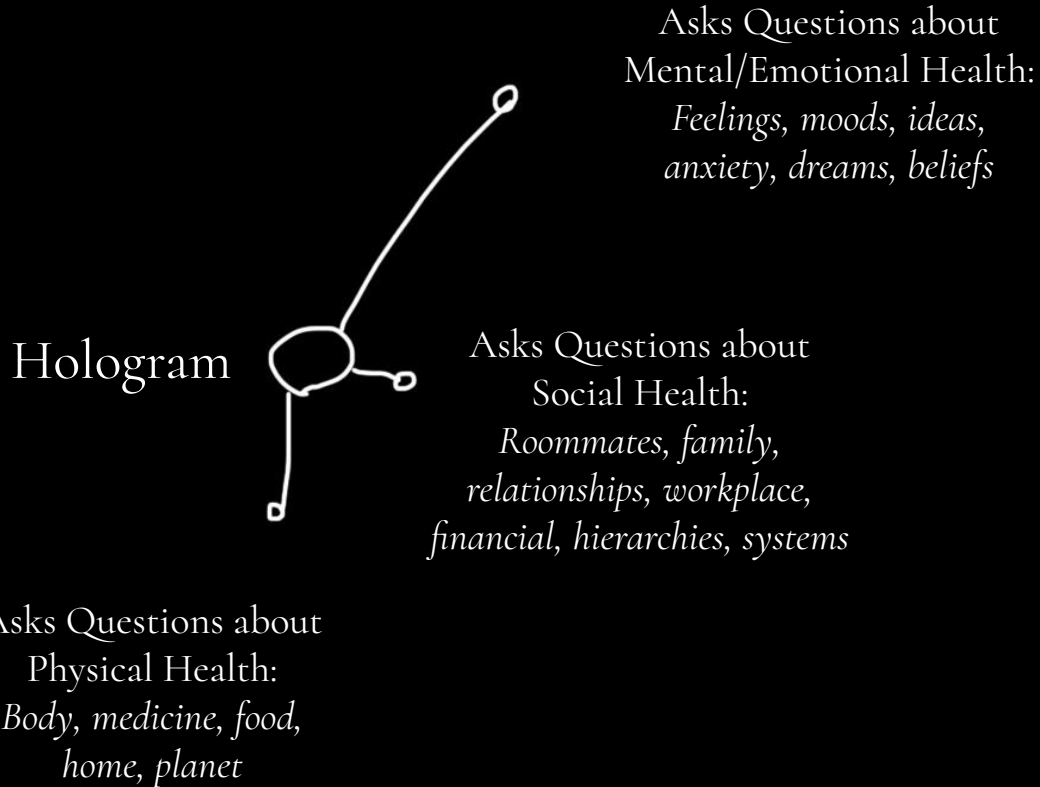 Asks Questions about
Mental/Emotional Health:
Feelings, moods, ideas,
anxiety, dreams, beliefs
Hologram
Asks Questions about
Social Health:
Roommates, family,
relationships, workplace,
financial, hierarchies, systems
Asks Questions about
Physical Health:
Body, medicine, food,
home, planet